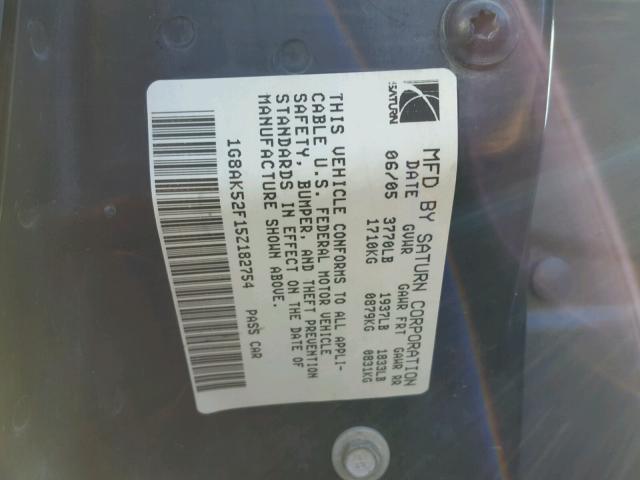 SATURN
MFD BY SATURN CORPORATION
DATE GVWR GAWR FRT GAWR RR
06/05 3770LB 1937LB 1833LB
1710KG 0879KG 0831KG
THIS VEHICLE CONFORMS TO ALL APPLI-
CABLE U.S. FEDERAL MOTOR VEHICLE
SAFETY, BUMPER, AND THEFT PREVENTION
STANDARDS IN EFFECT ON THE DATE OF
MANUFACTURE SHOWN ABOVE.
1G8AK52F15Z182754 PASS CAR